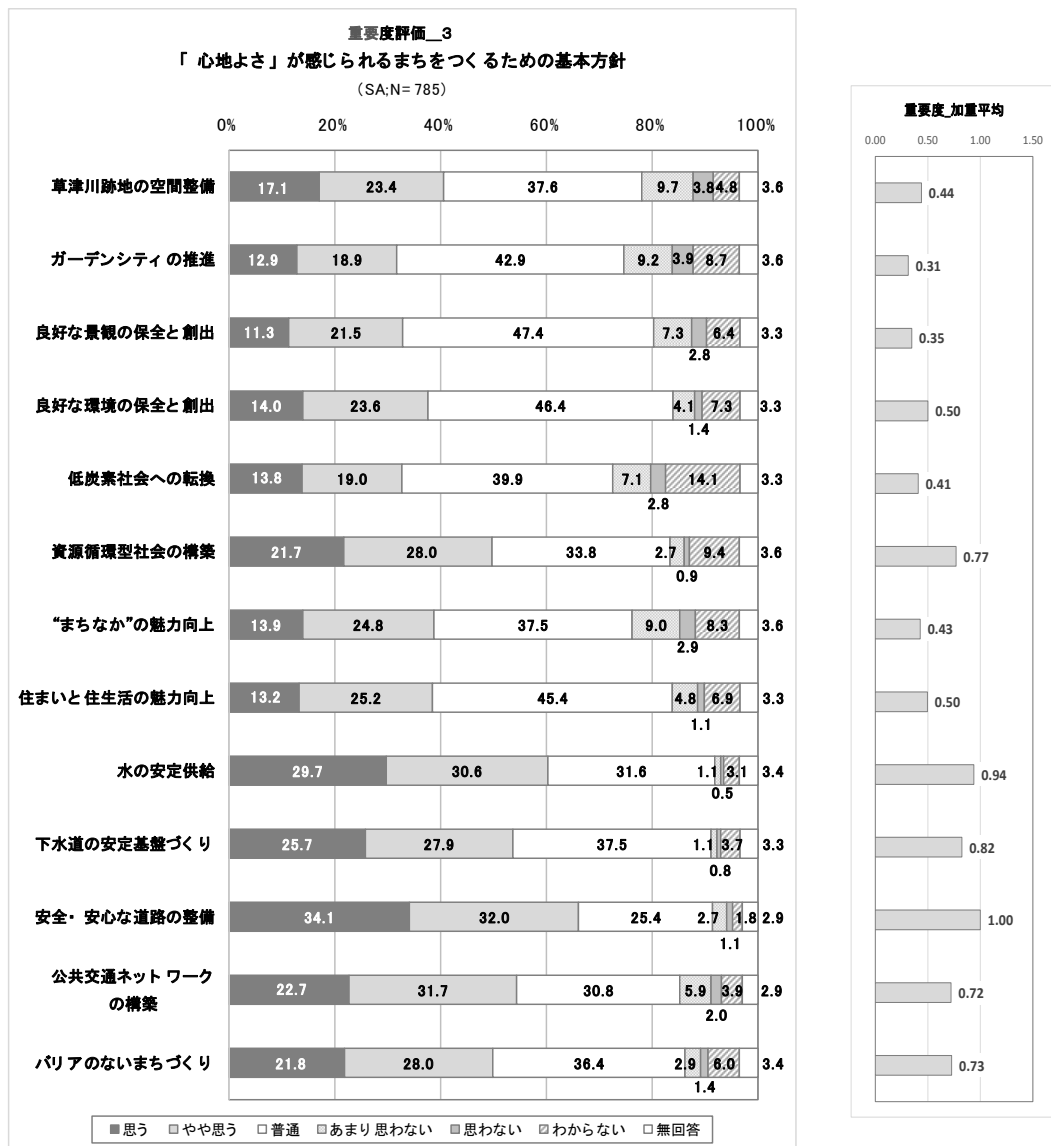 重要度評価__3
「 心地よさ」が感じられるまちをつくるための基本方針
（SA;N= 785）
0% 20% 40% 60% 80% 100%
草津川跡地の空間整備 17.1 23.4 37.6 9.7 3.8 4.8 3.6
ガーデンシティの推進 12.9 18.9 42.9 9.2 3.9 8.7 3.6
良好な景観の保全と創出 11.3 21.5 47.4 7.3 6.4 3.3
2.8
良好な環境の保全と創出 14.0 23.6 46.4 4.1 7.3 3.3
1.4
低炭素社会への転換 13.8 19.0 39.9 7.1 14.1 3.3
2.8
資源循環型社会の構築 21.7 28.0 33.8 2.7 9.4 3.6
0.9
“まちなか”の魅力向上 13.9 24.8 37.5 9.0 8.3 3.6
2.9
住まいと住生活の魅力向上 13.2 25.2 45.4 4.8 6.9 3.3
1.1
水の安定供給 29.7 30.6 31.6 1.1 3.1 3.4
0.5
下水道の安定基盤づくり 25.7 27.9 37.5 1.1 3.7 3.3
0.8
安全・安心な道路の整備 34.1 32.0 25.4 2.7 1.8 2.9
1.1
公共交通ネットワーク
の構築 22.7 31.7 30.8 5.9 3.9 2.9
2.0
バリアのないまちづくり 21.8 28.0 36.4 2.9 6.0 3.4
1.4
思う やや思う 普通 あまり思わない 思わない わからない 無回答
重要度_加重平均
0.00 0.50 1.00 1.50
0.44
0.31
0.35
0.50
0.41
0.77
0.43
0.50
0.94
0.82
1.00
0.72
0.73